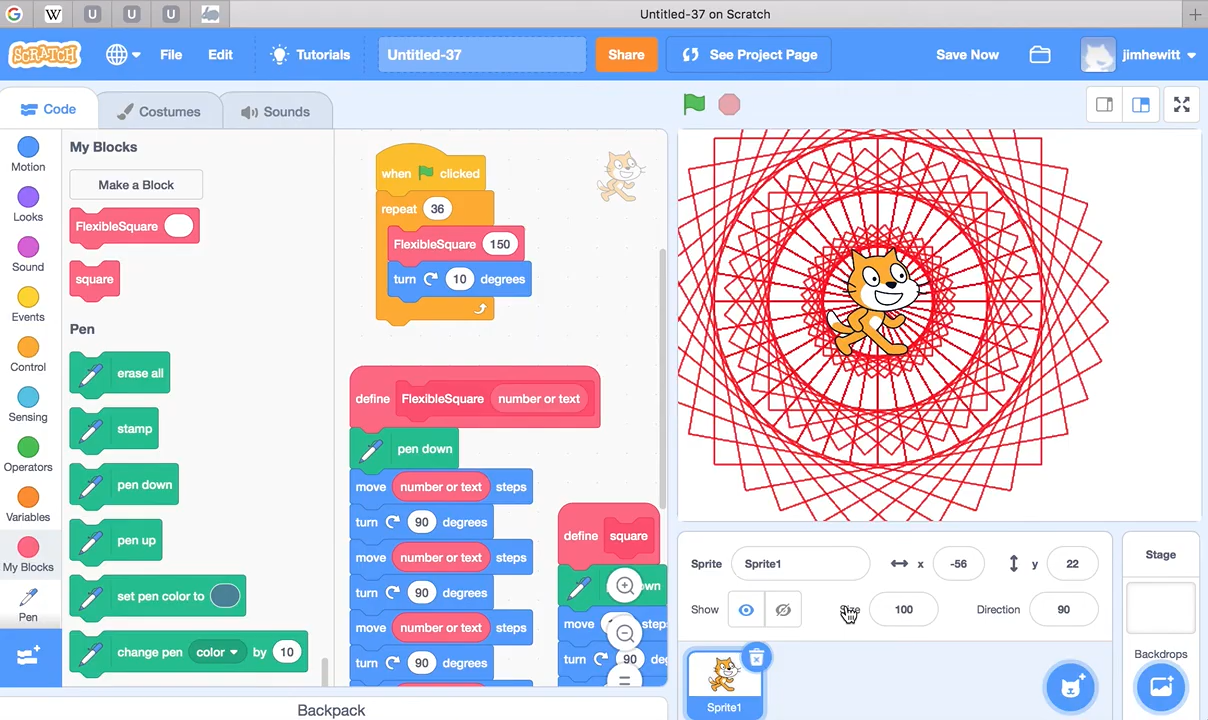 G W U U U
Untitled-37 on Scratch
SCRATCH File Edit Tutorials Untitled-37 Share See Project Page Save Now jimhewitt
Code Costumes Sounds
Motion
Looks
Sound
Events
Control
Sensing
Operators
Variables
My Blocks
Pen
My Blocks
Make a Block
FlexibleSquare
square
Pen
erase all
stamp
pen down
pen up
set pen color to
change pen color by 10
when clicked
repeat 36
FlexibleSquare 150
turn 10 degrees
define FlexibleSquare number or text
pen down
move number or text steps
turn 90 degrees
move number or text steps
turn 90 degrees
move number or text steps
turn 90 degrees
define square
move steps
turn 90
Backpack
Sprite Sprite1 x -56 y 22
Show 100 Direction 90
Sprite1
Stage
Backdrops